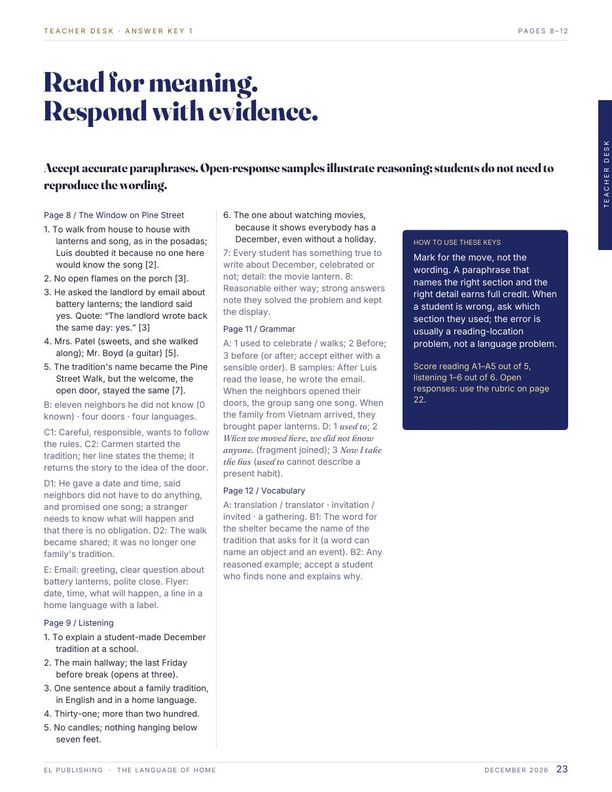 TEACHER DESK · ANSWER KEY 1
PAGES 8–12
Read for meaning.
Respond with evidence.
Accept accurate paraphrases. Open-response samples illustrate reasoning; students do not need to
reproduce the wording.
Page 8 / The Window on Pine Street
1. To walk from house to house with
lanterns and song, as in the posadas;
Luis doubted it because no one here
would know the song [2].
2. No open flames on the porch [3].
3. He asked the landlord by email about
battery lanterns; the landlord said
yes. Quote: “The landlord wrote back
the same day: yes.” [3]
4. Mrs. Patel (sweets, and she walked
along); Mr. Boyd (a guitar) [5].
5. The tradition's name became the Pine
Street Walk, but the welcome, the
open door, stayed the same [7].
B: eleven neighbors he did not know (0
known) · four doors · four languages.
C1: Careful, responsible, wants to follow
the rules. C2: Carmen started the
tradition; her line states the theme; it
returns the story to the idea of the door.
D1: He gave a date and time, said
neighbors did not have to do anything,
and promised one song; a stranger
needs to know what will happen and
that there is no obligation. D2: The walk
became shared; it was no longer one
family's tradition.
E: Email: greeting, clear question about
battery lanterns, polite close. Flyer:
date, time, what will happen, a line in a
home language with a label.
Page 9 / Listening
1. To explain a student-made December
tradition at a school.
2. The main hallway; the last Friday
before break (opens at three).
3. One sentence about a family tradition,
in English and in a home language.
4. Thirty-one; more than two hundred.
5. No candles; nothing hanging below
seven feet.
6. The one about watching movies,
because it shows everybody has a
December, even without a holiday.
7: Every student has something true to
write about December, celebrated or
not; detail: the movie lantern. 8:
Reasonable either way; strong answers
note they solved the problem and kept
the display.
Page 11 / Grammar
A: 1 used to celebrate / walks; 2 Before;
3 before (or after; accept either with a
sensible order). B samples: After Luis
read the lease, he wrote the email.
When the neighbors opened their
doors, the group sang one song. When
the family from Vietnam arrived, they
brought paper lanterns. D: 1 used to; 2
When we moved here, we did not know
anyone. (fragment joined); 3 Now I take
the bus (used to cannot describe a
present habit).
Page 12 / Vocabulary
A: translation / translator · invitation /
invited · a gathering. B1: The word for
the shelter became the name of the
tradition that asks for it (a word can
name an object and an event). B2: Any
reasoned example; accept a student
who finds none and explains why.
HOW TO USE THESE KEYS
Mark for the move, not the
wording. A paraphrase that
names the right section and the
right detail earns full credit. When
a student is wrong, ask which
section they used; the error is
usually a reading-location
problem, not a language problem.
Score reading A1–A5 out of 5,
listening 1–6 out of 6. Open
responses: use the rubric on page
22.
TEACHER DESK
EL PUBLISHING · THE LANGUAGE OF HOME
DECEMBER 2026 23